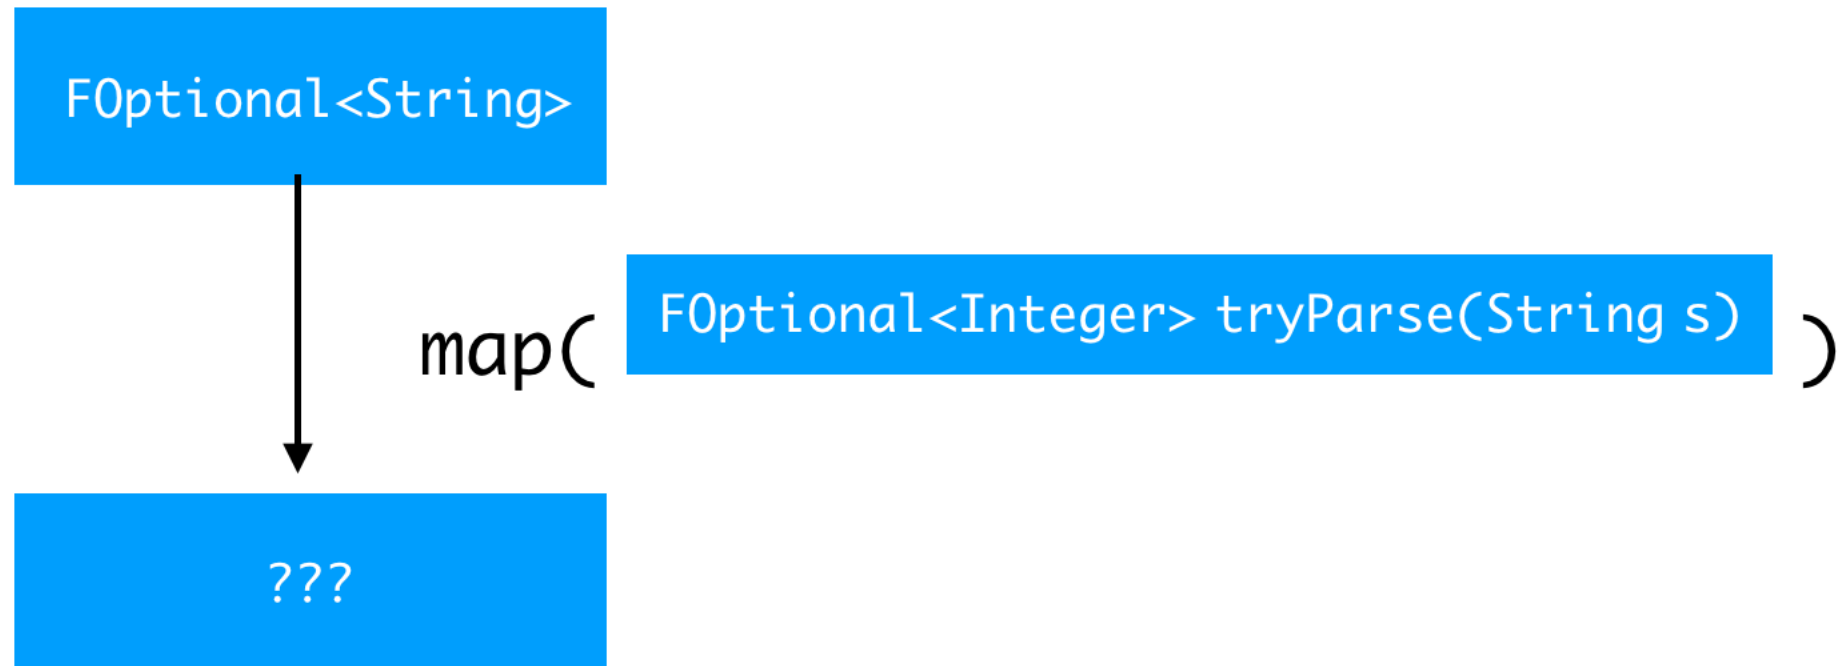 FOptional<String>
map( FOptional<Integer> tryParse(String s) )
???